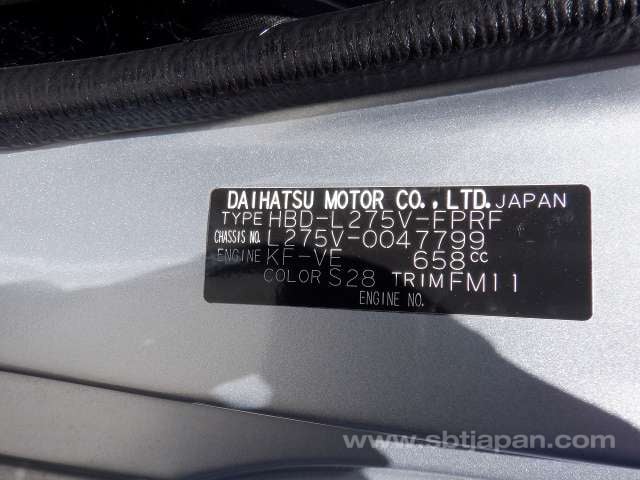 DAIHATSU MOTOR CO., LTD. JAPAN
TYPE HBD-L275V-FPRF
CHASSIS NO. L275V-0047799
ENGINE KF-VE 658cc
COLOR S28 TRIM FM11
ENGINE NO.
www.sbtjapan.com